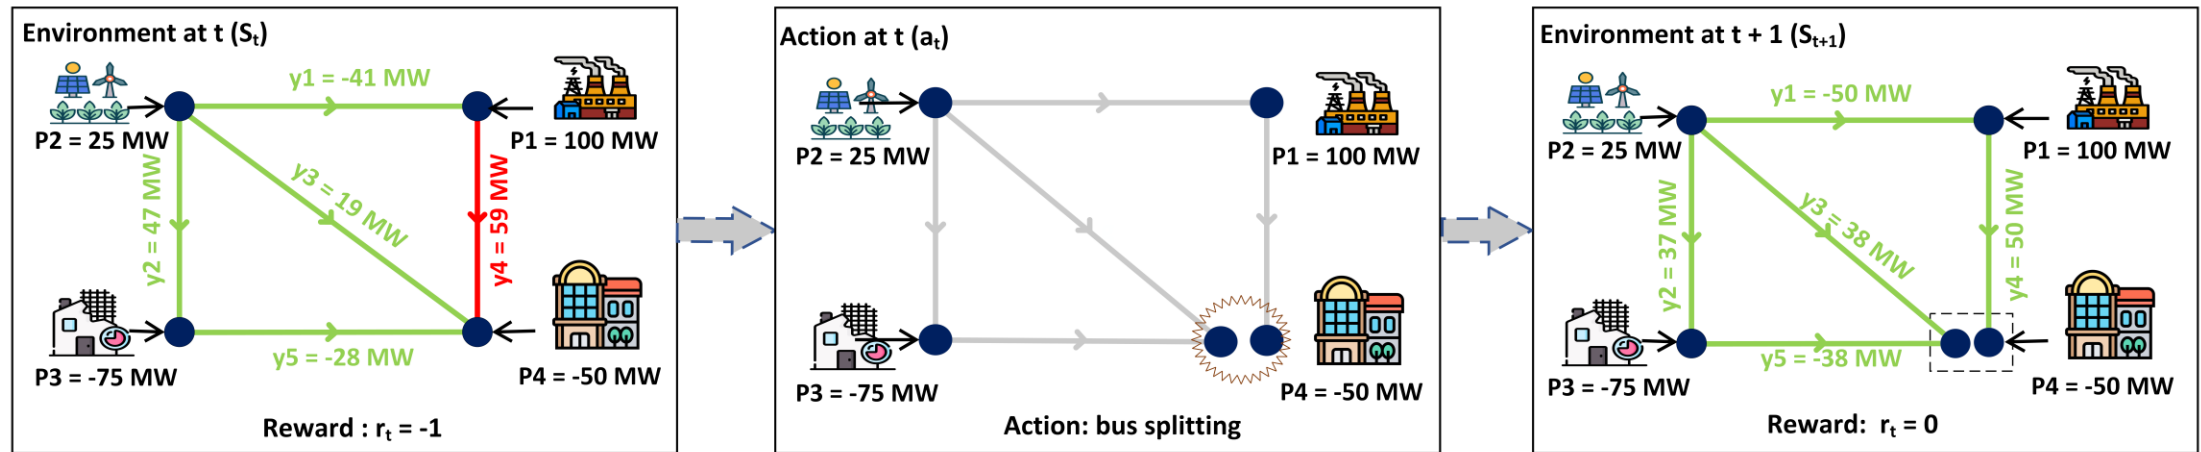 Environment at t (St)
y1 = -41 MW
P2 = 25 MW
P1 = 100 MW
y2 = 47 MW
y3 = 19 MW
y4 = 59 MW
y5 = -28 MW
P3 = -75 MW
P4 = -50 MW
Reward : rt = -1
Action at t (at)
P2 = 25 MW
P1 = 100 MW
P3 = -75 MW
P4 = -50 MW
Action: bus splitting
Environment at t + 1 (St+1)
y1 = -50 MW
P2 = 25 MW
P1 = 100 MW
y2 = 37 MW
y3 = 38 MW
y4 = 50 MW
y5 = -38 MW
P3 = -75 MW
P4 = -50 MW
Reward: rt = 0